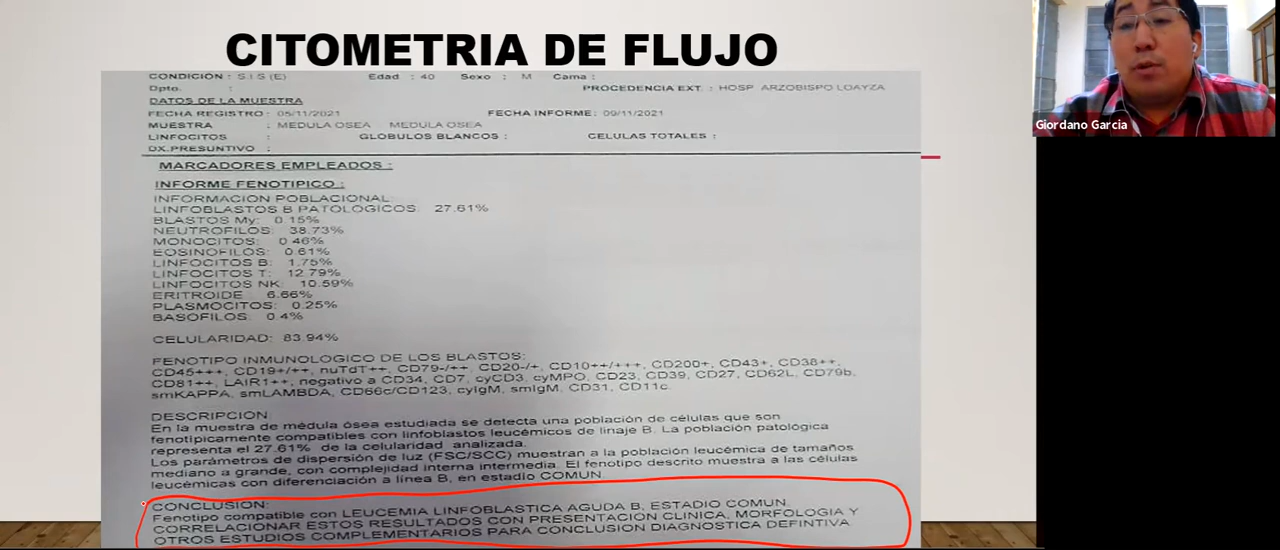 CITOMETRIA DE FLUJO
Giordano Garcia
CONDICIÓN : S.I.S (E) Edad : 40 Sexo : M Cama :
Dpto. : PROCEDENCIA EXT. : HOSP ARZOBISPO LOAYZA
DATOS DE LA MUESTRA
FECHA REGISTRO : 05/11/2021 FECHA INFORME : 09/11/2021
MUESTRA : MEDULA OSEA MEDULA OSEA
LINFOCITOS : GLOBULOS BLANCOS : CELULAS TOTALES :
DX.PRESUNTIVO :
MARCADORES EMPLEADOS :
INFORME FENOTIPICO :
INFORMACION POBLACIONAL
LINFOBLASTOS B PATOLOGICOS: 27.61%
BLASTOS My: 0.15%
NEUTROFILOS: 38.73%
MONOCITOS: 0.46%
EOSINOFILOS: 0.61%
LINFOCITOS B: 1.75%
LINFOCITOS T: 12.79%
LINFOCITOS NK: 10.59%
ERITROIDE 6.66%
PLASMOCITOS: 0.25%
BASOFILOS: 0.4%
CELULARIDAD: 83.94%
FENOTIPO INMUNOLOGICO DE LOS BLASTOS:
CD45+++, CD19+/++, nuTdT++, CD79-/++, CD20-/+, CD10++/+++, CD200+, CD43+, CD38++,
CD81++, LAIR1++, negativo a CD34, CD7, cyCD3, cyMPO, CD23, CD39, CD27, CD62L, CD79b,
smKAPPA, smLAMBDA, CD66c/CD123, cyIgM, smIgM, CD31, CD11c.
DESCRIPCION
En la muestra de médula ósea estudiada se detecta una población de células que son
fenotípicamente compatibles con linfoblastos leucémicos de linaje B. La población patológica
representa el 27.61% de la celularidad analizada.
Los parámetros de dispersión de luz (FSC/SCC) muestran a la población leucémica de tamaños
mediano a grande, con complejidad interna intermedia. El fenotipo descrito muestra a las células
leucémicas con diferenciación a línea B, en estadio COMUN.
CONCLUSION:
Fenotipo compatible con LEUCEMIA LINFOBLASTICA AGUDA B, ESTADIO COMUN.
CORRELACIONAR ESTOS RESULTADOS CON PRESENTACION CLINICA, MORFOLOGIA Y
OTROS ESTUDIOS COMPLEMENTARIOS PARA CONCLUSION DIAGNOSTICA DEFINTIVA